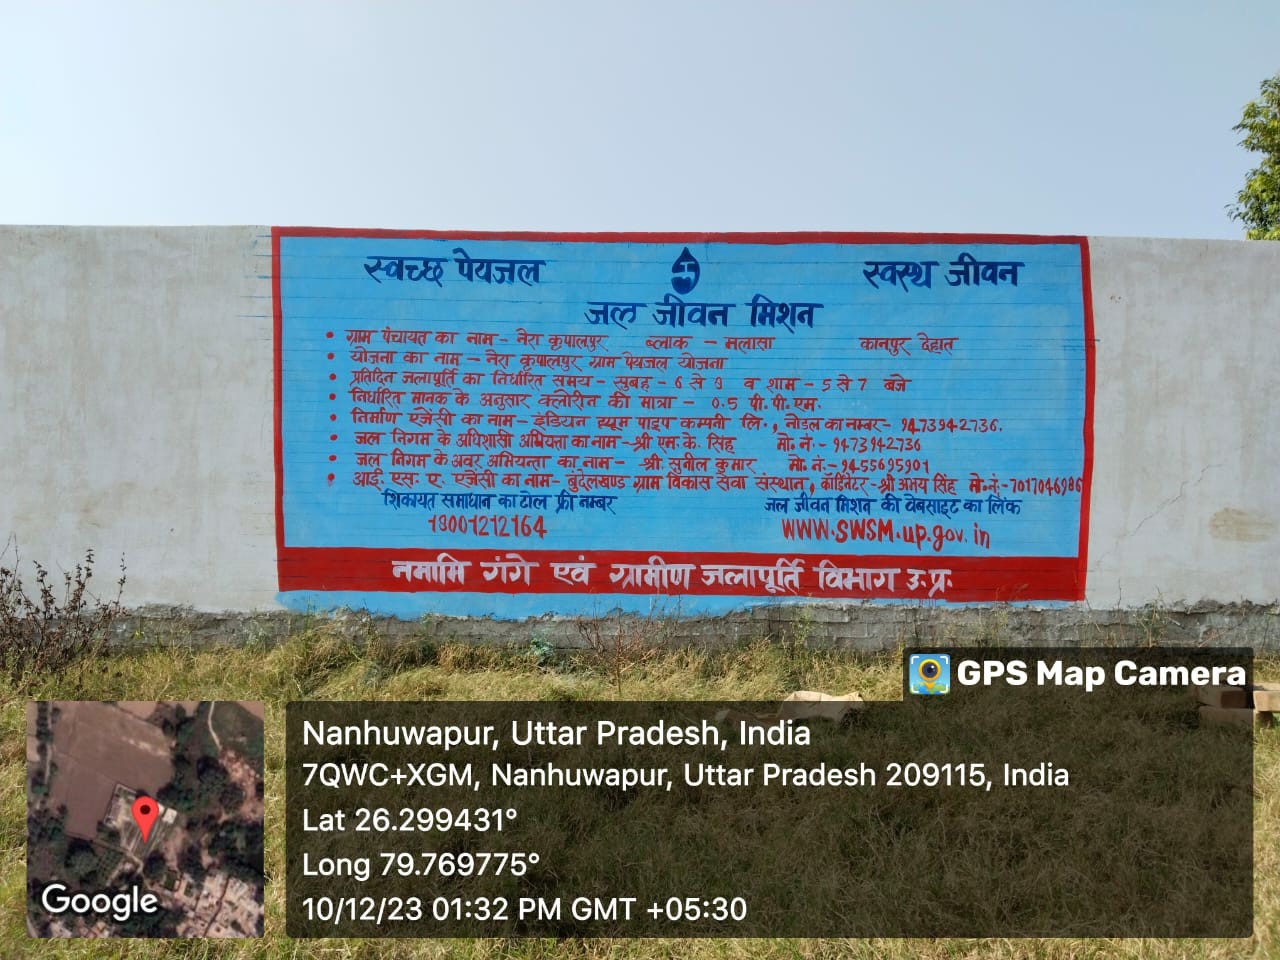 स्वच्छ पेयजल स्वस्थ जीवन
जल जीवन मिशन
• ग्राम पंचायत का नाम - नेरा कृपालपुर ब्लाक - मलासा कानपुर देहात
• योजना का नाम - नेरा कृपालपुर ग्राम पेयजल योजना
• प्रतिदिन जलापूर्ति का निर्धारित समय - सुबह - 6 से 9 व शाम - 5 से 7 बजे
• निर्धारित मानक के अनुसार क्लोरीन की मात्रा - 0.5 पी. पी. एम.
• निर्माण एंजेंसी का नाम - इंडियन ह्यूम पाइप कम्पनी लि., नोडल का नम्बर - 9473942736.
• जल निगम के अधिशासी अभियन्ता का नाम - श्री एम. के. सिंह मो. नं. - 9473942736
• जल निगम के अवर अभियन्ता का नाम - श्री सुनील कुमार मो. नं. - 9455695901
• आई. एस. ए. एजेंसी का नाम - बुंदेलखण्ड ग्राम विकास सेवा संस्थान, कॉर्डिनेटर - श्री अभय सिंह मो. नं. - 7017046986
शिकायत समाधान का टोल फ्री नम्बर जल जीवन मिशन की वेबसाइट का लिंक
18001212164 www.swsm.up.gov.in
नमामि गंगे एवं ग्रामीण जलापूर्ति विभाग उ.प्र.
GPS Map Camera
Nanhuwapur, Uttar Pradesh, India
7QWC+XGM, Nanhuwapur, Uttar Pradesh 209115, India
Lat 26.299431°
Long 79.769775°
10/12/23 01:32 PM GMT +05:30
Google